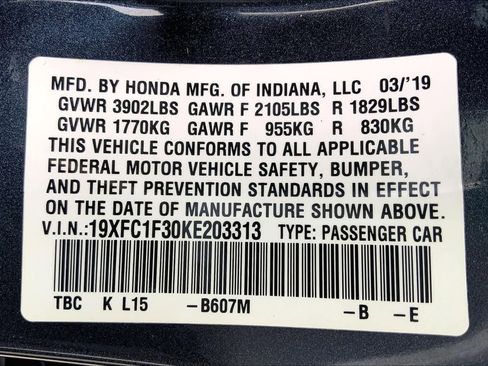 MFD. BY HONDA MFG. OF INDIANA, LLC 03/'19
GVWR 3902LBS GAWR F 2105LBS R 1829LBS
GVWR 1770KG GAWR F 955KG R 830KG
THIS VEHICLE CONFORMS TO ALL APPLICABLE
FEDERAL MOTOR VEHICLE SAFETY, BUMPER,
AND THEFT PREVENTION STANDARDS IN EFFECT
ON THE DATE OF MANUFACTURE SHOWN ABOVE.
V.I.N.:19XFC1F30KE203313 TYPE: PASSENGER CAR
TBC K L15 –B607M –B –E